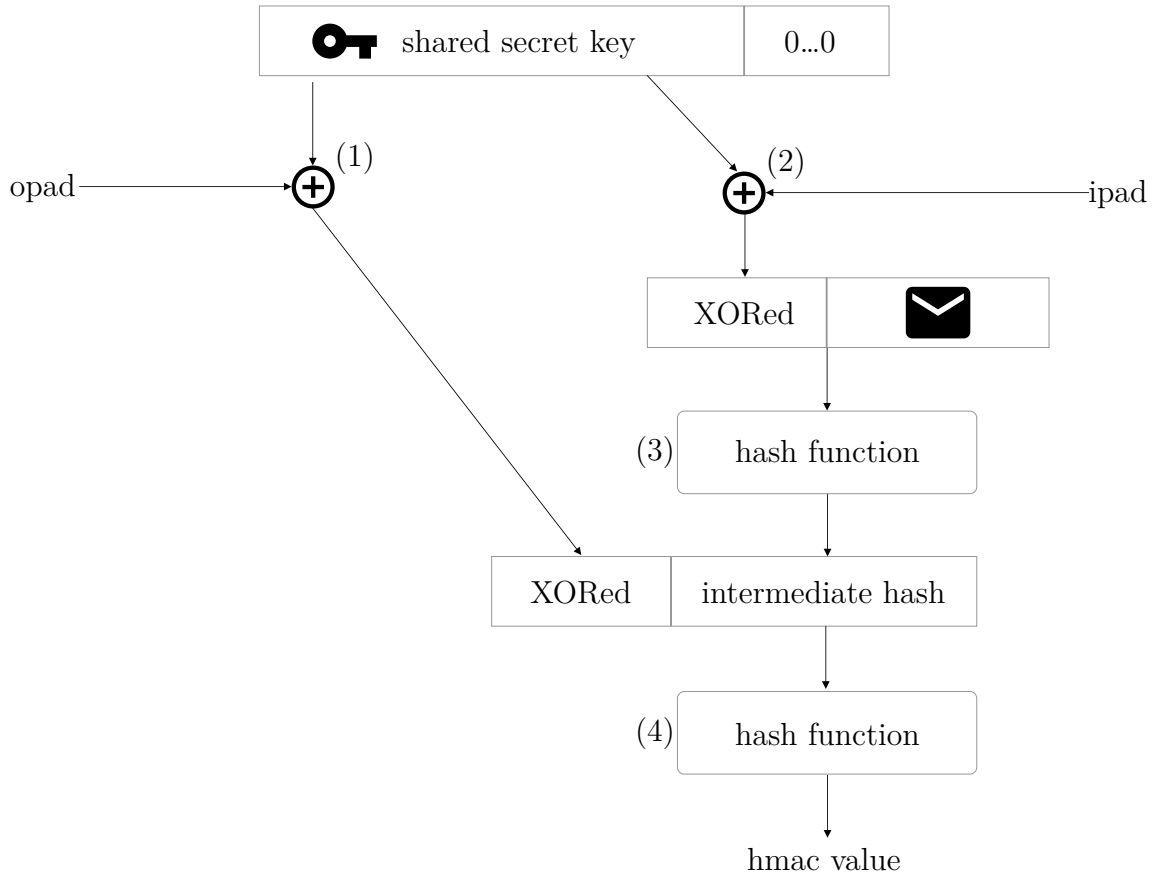 shared secret key
0...0
(1)
(2)
opad
ipad
XORed
(3)
hash function
XORed
intermediate hash
(4)
hash function
hmac value